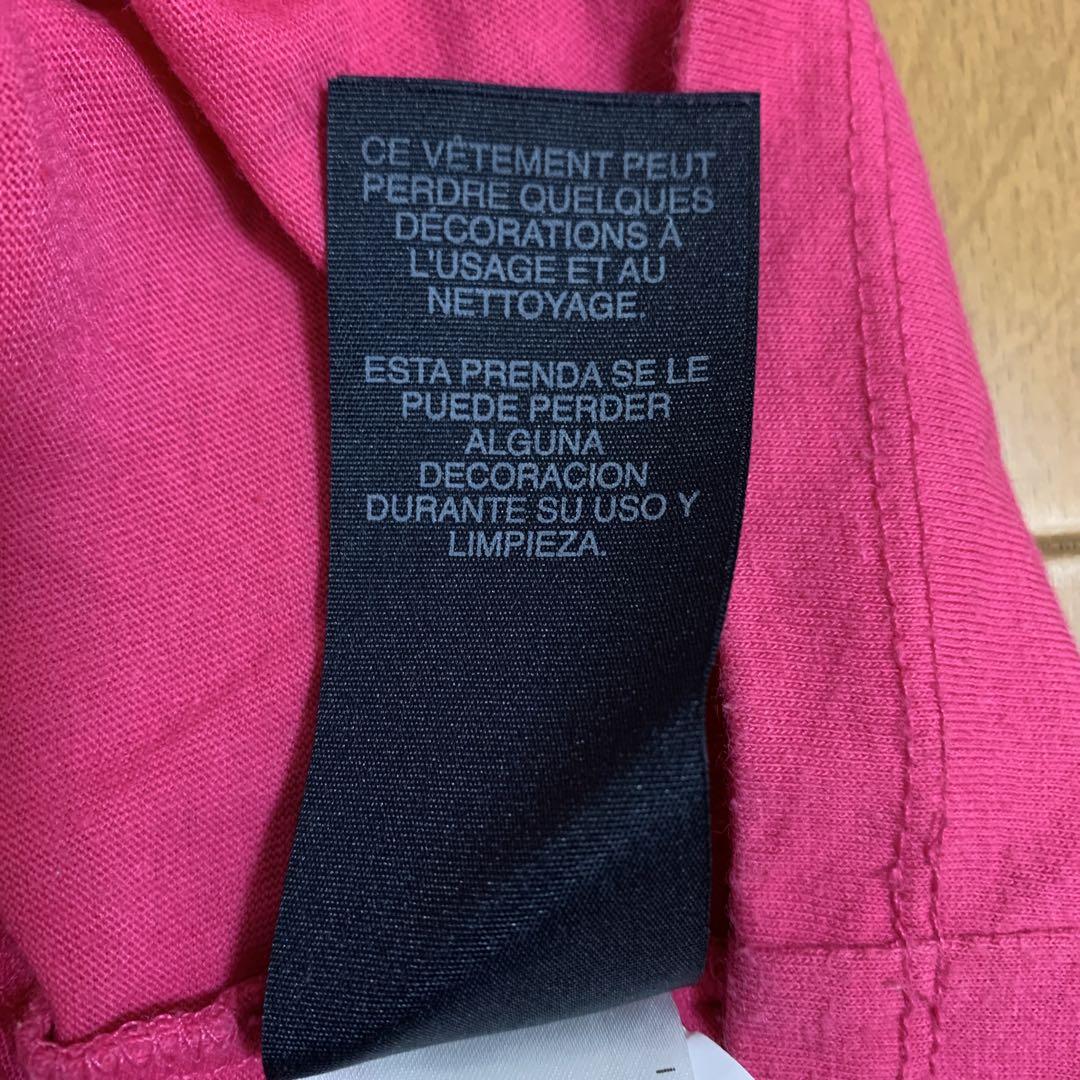 CE VÊTEMENT PEUT
PERDRE QUELQUES
DÉCORATIONS À
L'USAGE ET AU
NETTOYAGE.
ESTA PRENDA SE LE
PUEDE PERDER
ALGUNA
DECORACION
DURANTE SU USO Y
LIMPIEZA.